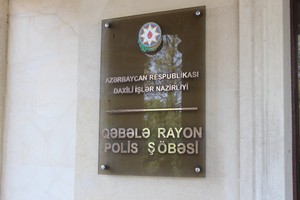 AZƏRBAYCAN RESPUBLİKASI
DAXİLİ İŞLƏR NAZİRLİYİ
QƏBƏLƏ RAYON
POLİS ŞÖBƏSİ